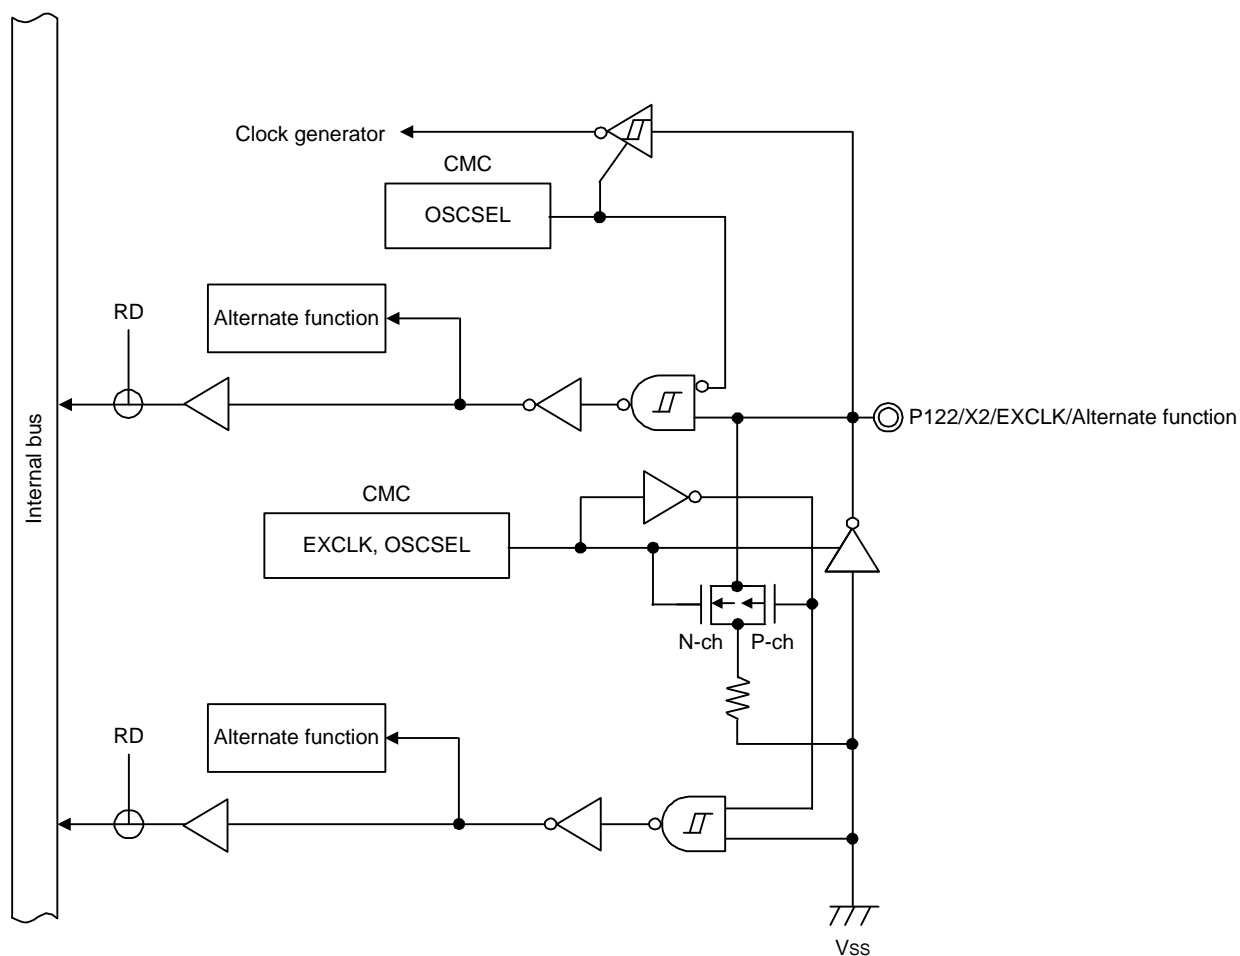 Clock generator
CMC
OSCSEL
RD
Alternate function
P122/X2/EXCLK/Alternate function
Internal bus
CMC
EXCLK, OSCSEL
N-ch
P-ch
RD
Alternate function
Vss